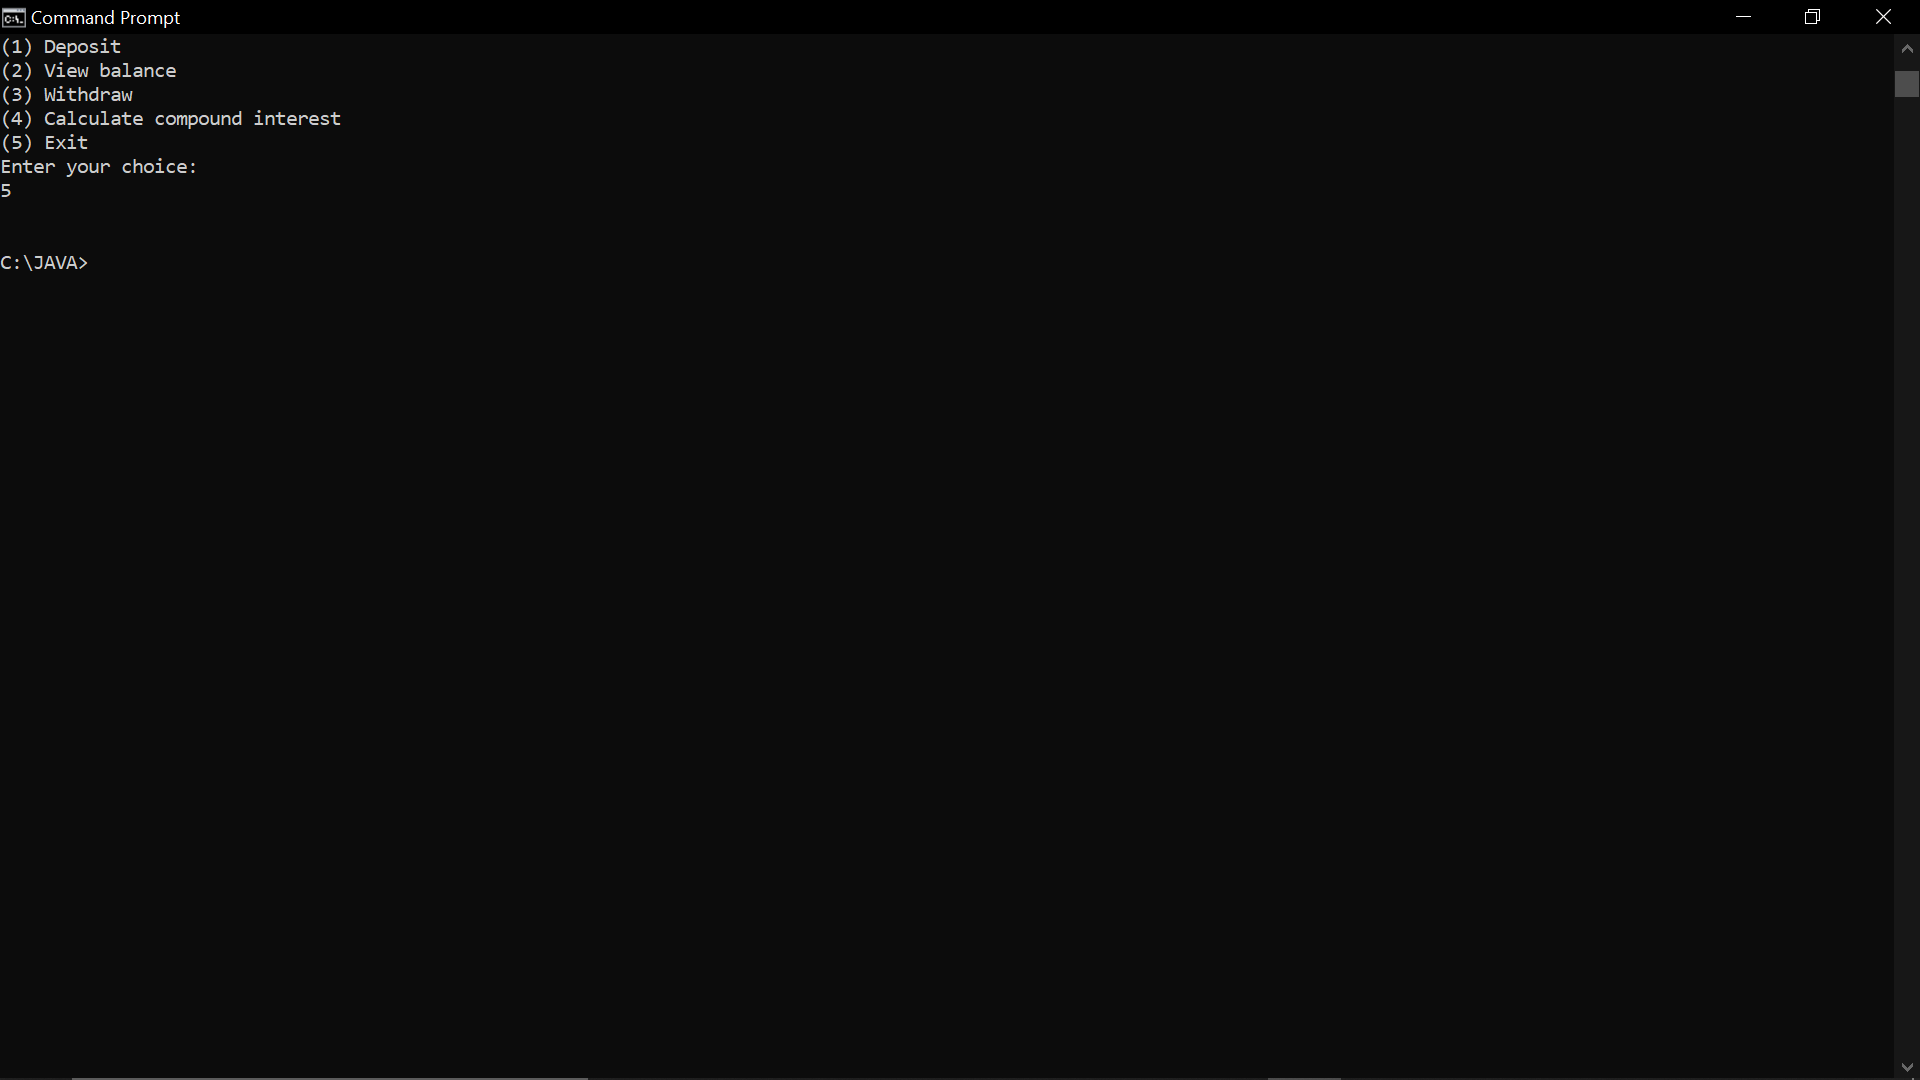 Command Prompt
(1) Deposit
(2) View balance
(3) Withdraw
(4) Calculate compound interest
(5) Exit
Enter your choice:
5
C:\JAVA>